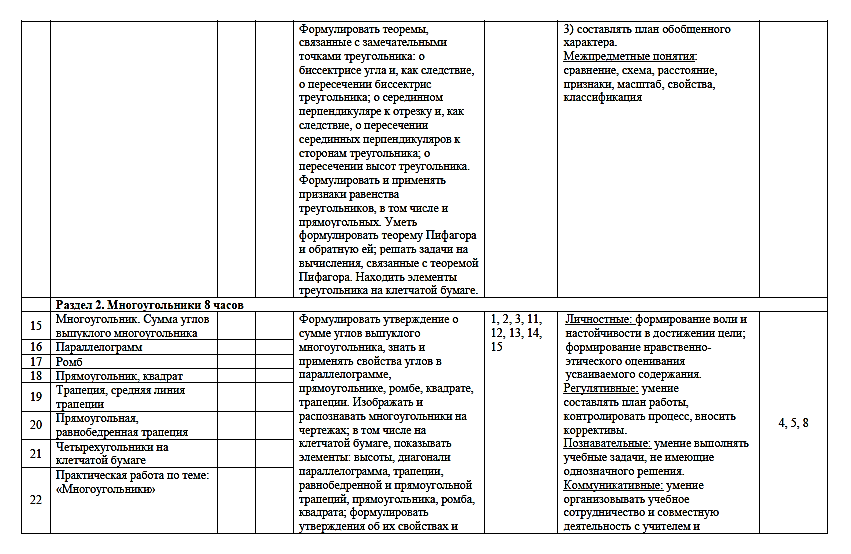 Формулировать теоремы,
связанные с замечательными
точками треугольника: о
биссектрисе угла и, как следствие,
о пересечении биссектрис
треугольника; о серединном
перпендикуляре к отрезку и, как
следствие, о пересечении
серединных перпендикуляров к
сторонам треугольника; о
пересечении высот треугольника.
Формулировать и применять
признаки равенства
треугольников, в том числе и
прямоугольных. Уметь
формулировать теорему Пифагора
и обратную ей; решать задачи на
вычисления, связанные с теоремой
Пифагора. Находить элементы
треугольника на клетчатой бумаге.
3) составлять план обобщенного
характера.
Межпредметные понятия:
сравнение, схема, расстояние,
признаки, масштаб, свойства,
классификация
Раздел 2. Многоугольники 8 часов
15
Многоугольник. Сумма углов
выпуклого многоугольника
16
Параллелограмм
17
Ромб
18
Прямоугольник, квадрат
19
Трапеция, средняя линия
трапеции
20
Прямоугольная,
равнобедренная трапеция
21
Четырехугольники на
клетчатой бумаге
22
Практическая работа по теме:
«Многоугольники»
Формулировать утверждение о
сумме углов выпуклого
многоугольника, знать и
применять свойства углов в
параллелограмме,
прямоугольнике, ромбе, квадрате,
трапеции. Изображать и
распознавать многоугольники на
чертежах; в том числе на
клетчатой бумаге, показывать
элементы: высоты, диагонали
параллелограмма, трапеции,
равнобедренной и прямоугольной
трапеций, прямоугольника, ромба,
квадрата; формулировать
утверждения об их свойствах и
1, 2, 3, 11,
12, 13, 14,
15
Личностные: формирование воли и
настойчивости в достижении цели;
формирование нравственно-
этического оценивания
усваиваемого содержания.
Регулятивные: умение
составлять план работы,
контролировать процесс, вносить
коррективы.
Познавательные: умение выполнять
учебные задачи, не имеющие
однозначного решения.
Коммуникативные: умение
организовывать учебное
сотрудничество и совместную
деятельность с учителем и
4, 5, 8